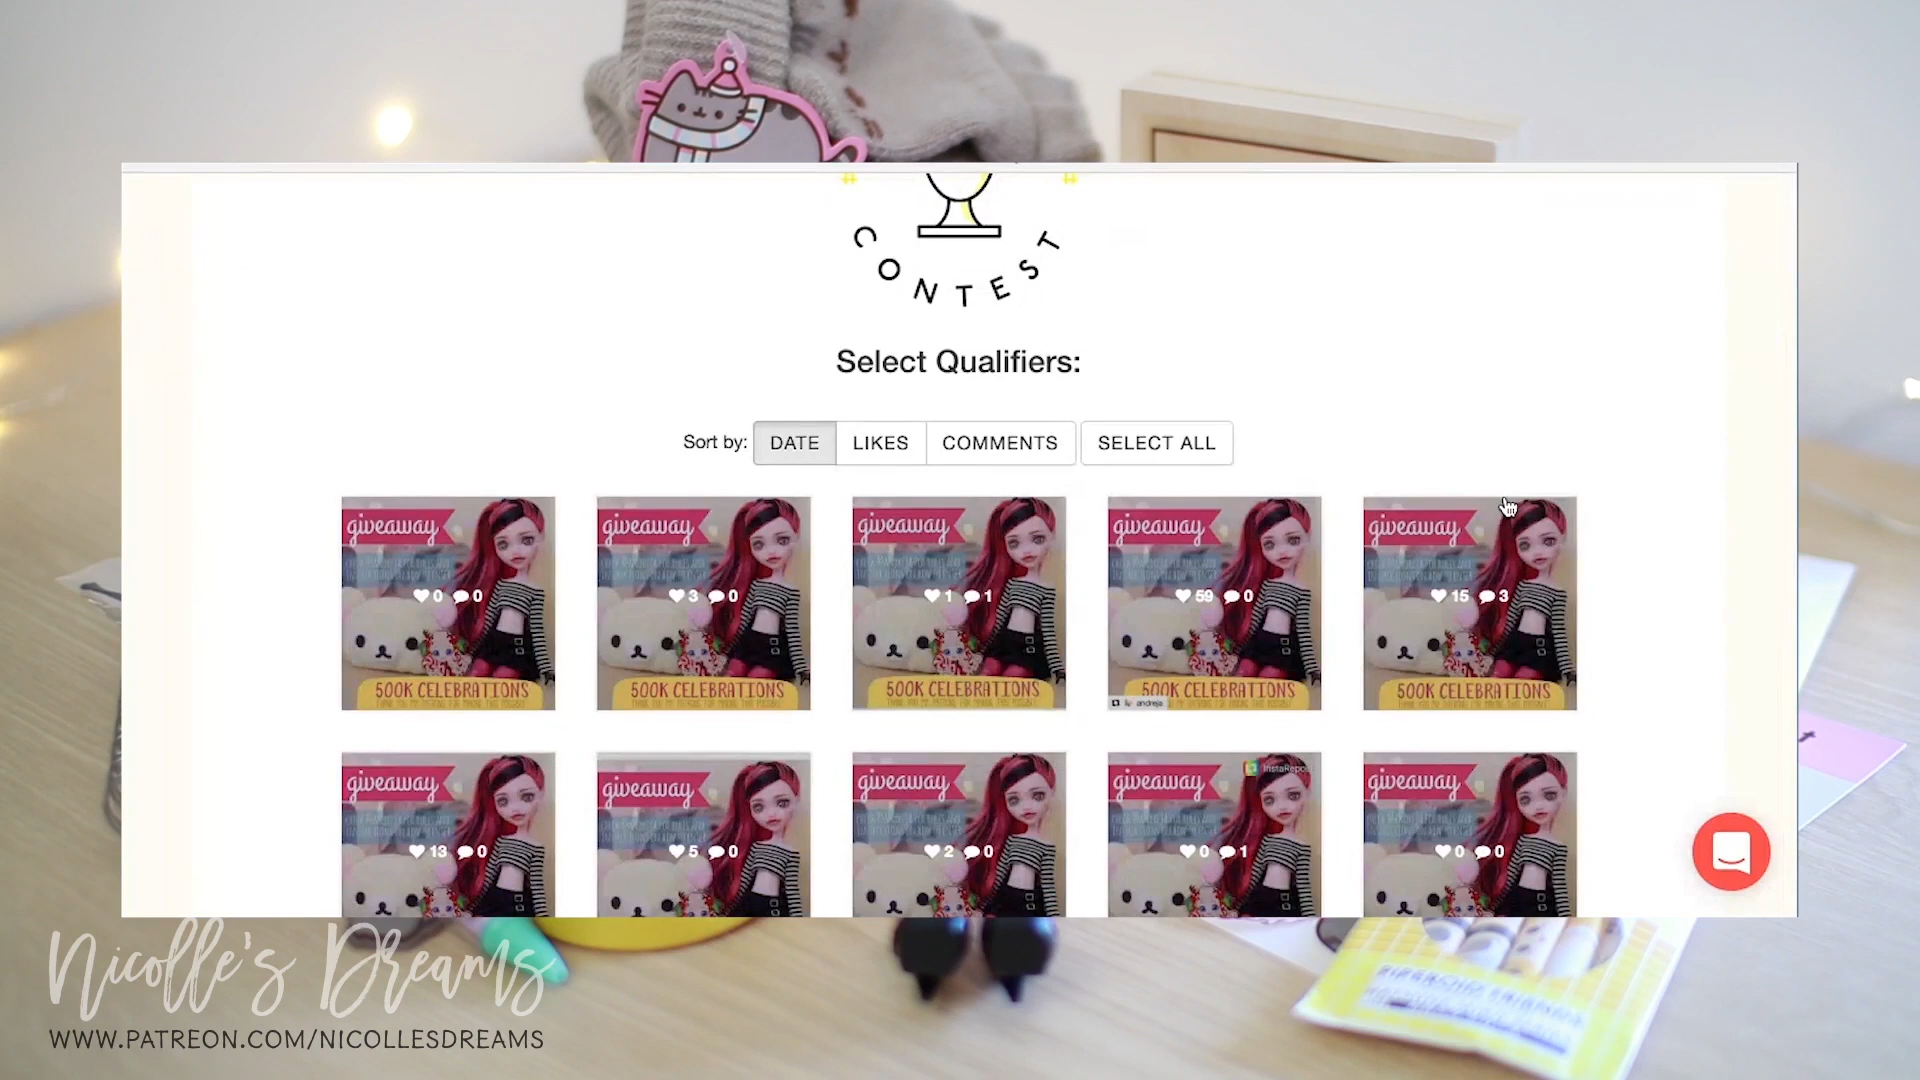 CONTEST
Select Qualifiers:
Sort by: DATE LIKES COMMENTS SELECT ALL
giveaway giveaway giveaway giveaway giveaway
0 0 3 0 1 1 59 0 15 3
500K CELEBRATIONS 500K CELEBRATIONS 500K CELEBRATIONS 500K CELEBRATIONS 500K CELEBRATIONS
andreja
InstaRepost
giveaway giveaway giveaway giveaway giveaway
13 0 5 0 2 0 0 1 0 0
Nicolle's Dreams
WWW.PATREON.COM/NICOLLESDREAMS